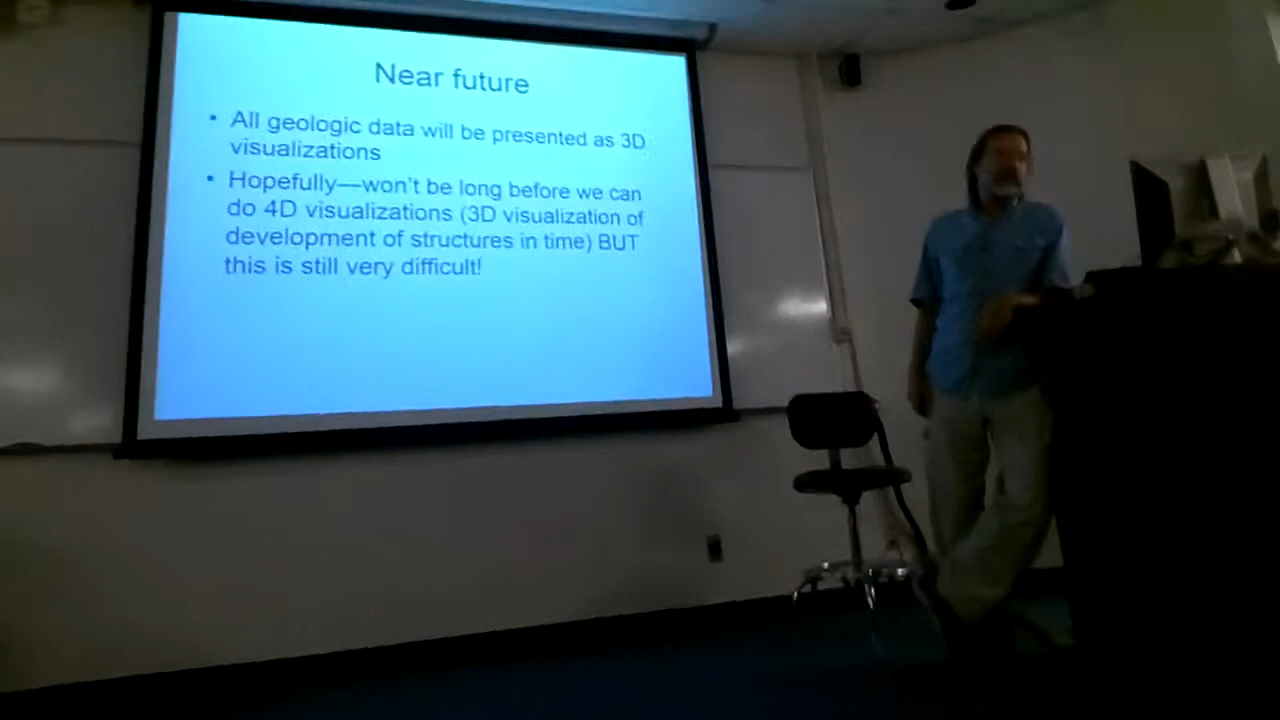 Near future
• All geologic data will be presented as 3D
visualizations
• Hopefully—won't be long before we can
do 4D visualizations (3D visualization of
development of structures in time) BUT
this is still very difficult!